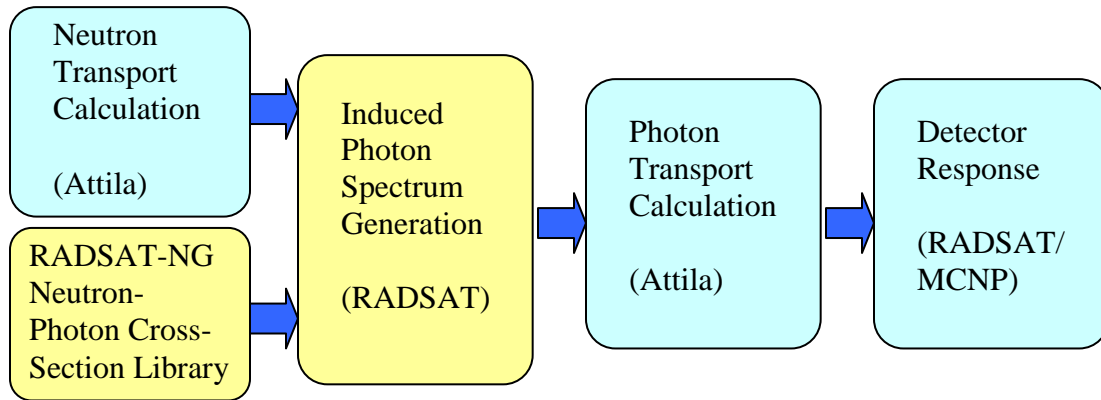 Neutron
Transport
Calculation
(Attila)
RADSAT-NG
Neutron-
Photon Cross-
Section Library
Induced
Photon
Spectrum
Generation
(RADSAT)
Photon
Transport
Calculation
(Attila)
Detector
Response
(RADSAT/
MCNP)